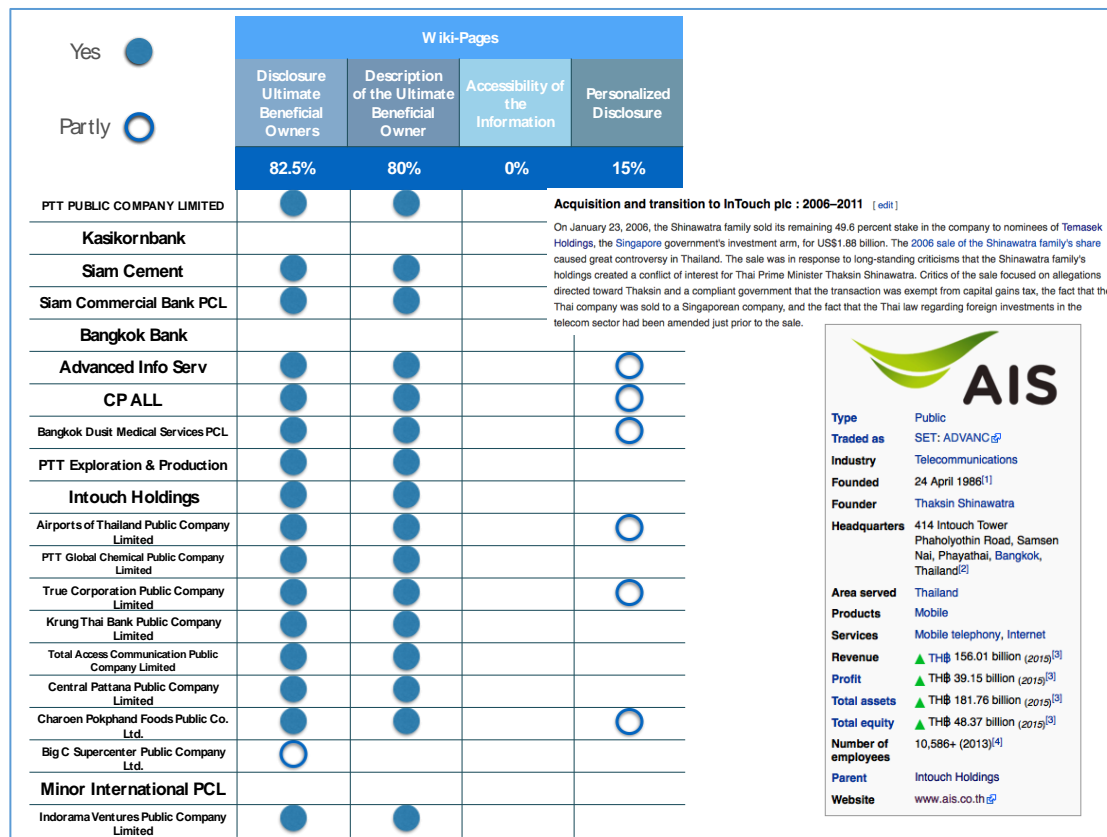 Yes
Partly
Wiki-Pages
Disclosure
Ultimate
Beneficial
Owners
Description
of the Ultimate
Beneficial
Owner
Accessibility of
the
Information
Personalized
Disclosure
82.5% 80% 0% 15%
PTT PUBLIC COMPANY LIMITED
Kasikornbank
Siam Cement
Siam Commercial Bank PCL
Bangkok Bank
Advanced Info Serv
CP ALL
Bangkok Dusit Medical Services PCL
PTT Exploration & Production
Intouch Holdings
Airports of Thailand Public Company
Limited
PTT Global Chemical Public Company
Limited
True Corporation Public Company
Limited
Krung Thai Bank Public Company
Limited
Total Access Communication Public
Company Limited
Central Pattana Public Company
Limited
Charoen Pokphand Foods Public Co.
Ltd.
Big C Supercenter Public Company
Ltd.
Minor International PCL
Indorama Ventures Public Company
Limited
Acquisition and transition to InTouch plc : 2006–2011 [ edit ]
On January 23, 2006, the Shinawatra family sold its remaining 49.6 percent stake in the company to nominees of Temasek
Holdings, the Singapore government's investment arm, for US$1.88 billion. The 2006 sale of the Shinawatra family's share
caused great controversy in Thailand. The sale was in response to long-standing criticisms that the Shinawatra family's
holdings created a conflict of interest for Thai Prime Minister Thaksin Shinawatra. Critics of the sale focused on allegations
directed toward Thaksin and a compliant government that the transaction was exempt from capital gains tax, the fact that the
Thai company was sold to a Singaporean company, and the fact that the Thai law regarding foreign investments in the
telecom sector had been amended just prior to the sale.
AIS
Type Public
Traded as SET: ADVANC
Industry Telecommunications
Founded 24 April 1986[1]
Founder Thaksin Shinawatra
Headquarters 414 Intouch Tower
Phaholyothin Road, Samsen
Nai, Phayathai, Bangkok,
Thailand[2]
Area served Thailand
Products Mobile
Services Mobile telephony, Internet
Revenue ▲ TH฿ 156.01 billion (2015)[3]
Profit ▲ TH฿ 39.15 billion (2015)[3]
Total assets ▲ TH฿ 181.76 billion (2015)[3]
Total equity ▲ TH฿ 48.37 billion (2015)[3]
Number of
employees 10,586+ (2013)[4]
Parent Intouch Holdings
Website www.ais.co.th